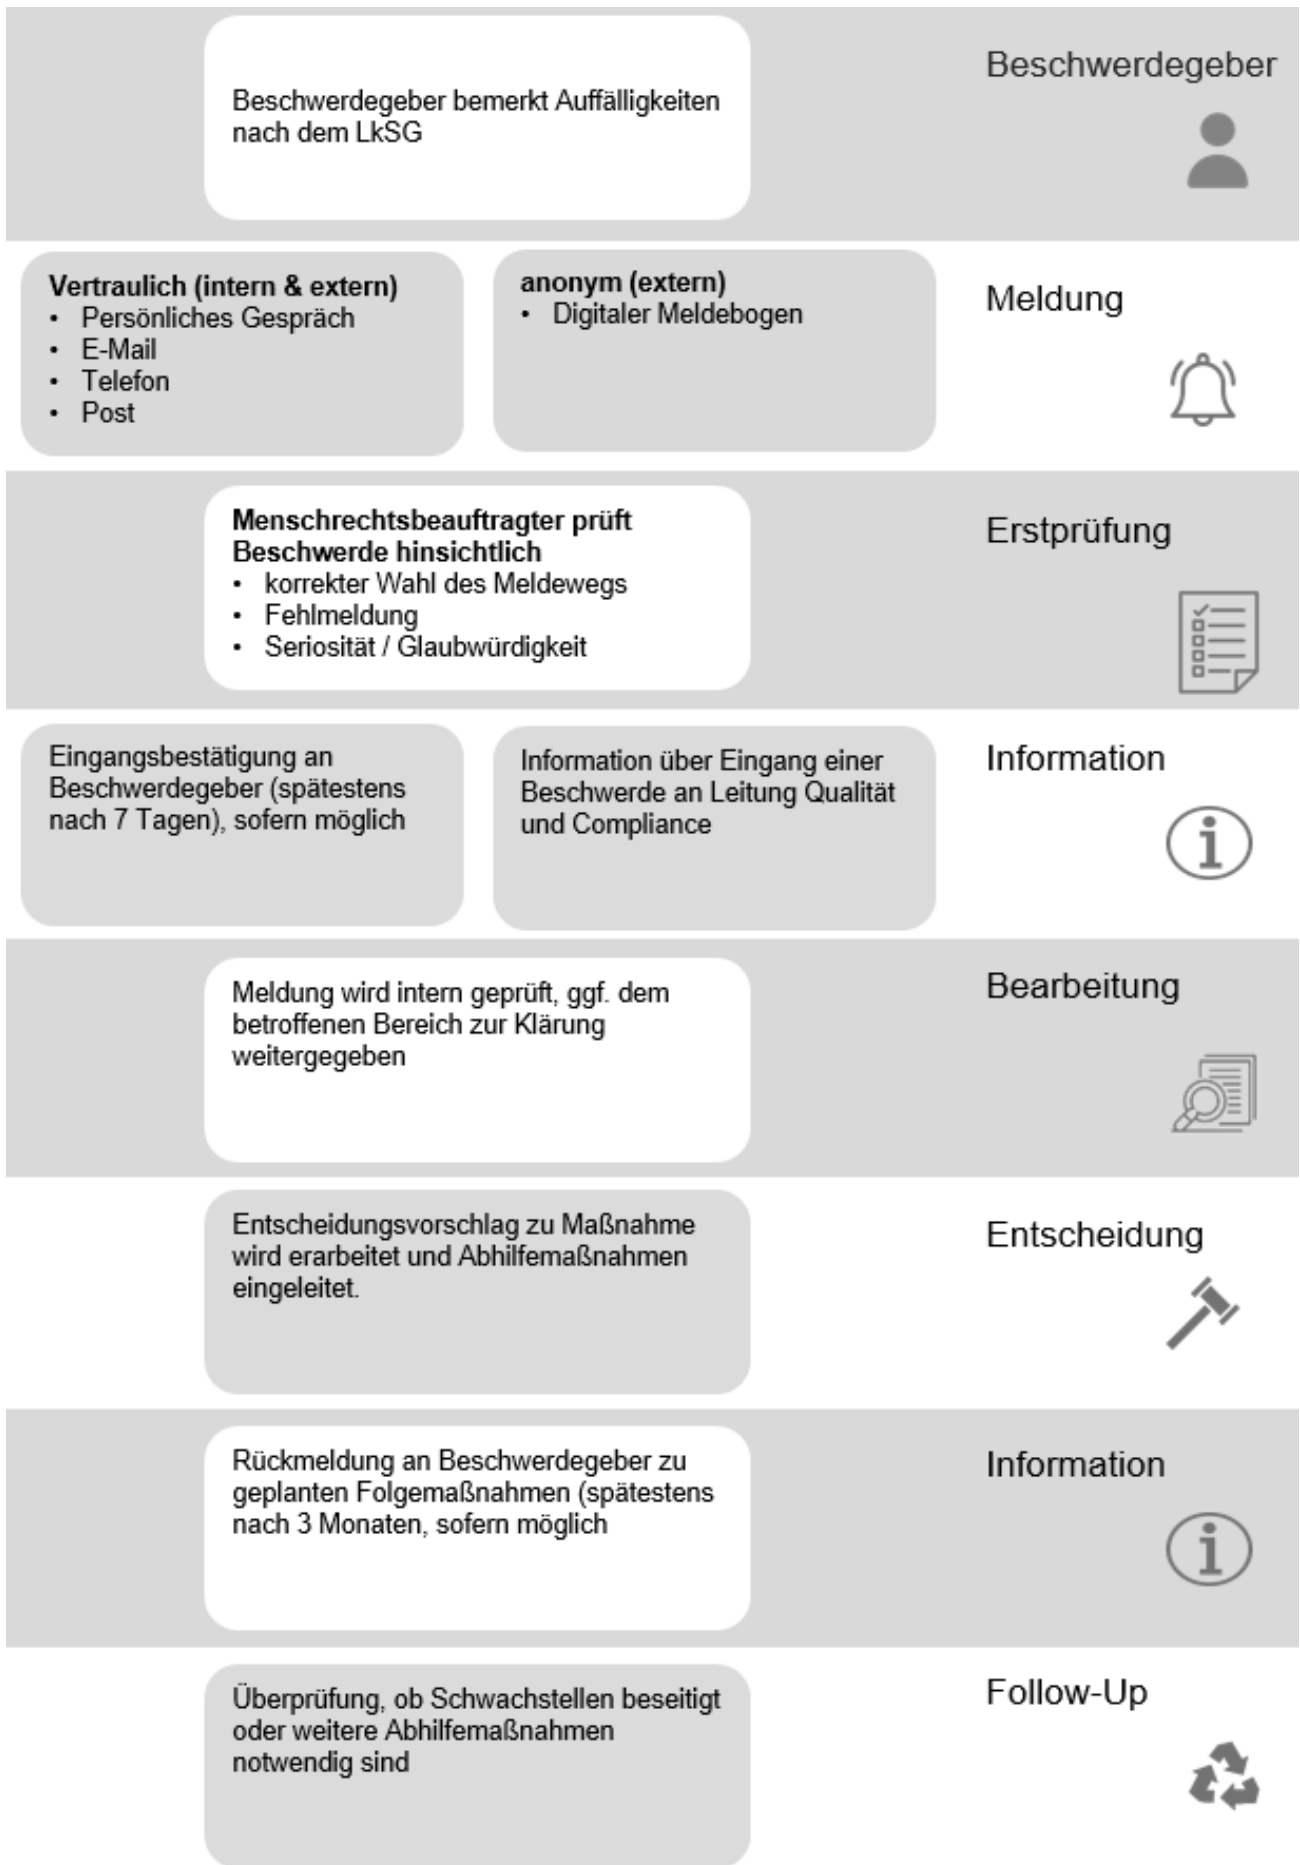 Beschwerdegeber bemerkt Auffälligkeiten
nach dem LkSG
Beschwerdegeber
Vertraulich (intern & extern)
• Persönliches Gespräch
• E-Mail
• Telefon
• Post
anonym (extern)
• Digitaler Meldebogen
Meldung
Menschrechtsbeauftragter prüft
Beschwerde hinsichtlich
• korrekter Wahl des Meldewegs
• Fehlmeldung
• Seriosität / Glaubwürdigkeit
Erstprüfung
Eingangsbestätigung an
Beschwerdegeber (spätestens
nach 7 Tagen), sofern möglich
Information über Eingang einer
Beschwerde an Leitung Qualität
und Compliance
Information
Meldung wird intern geprüft, ggf. dem
betroffenen Bereich zur Klärung
weitergegeben
Bearbeitung
Entscheidungsvorschlag zu Maßnahme
wird erarbeitet und Abhilfemaßnahmen
eingeleitet.
Entscheidung
Rückmeldung an Beschwerdegeber zu
geplanten Folgemaßnahmen (spätestens
nach 3 Monaten, sofern möglich
Information
Überprüfung, ob Schwachstellen beseitigt
oder weitere Abhilfemaßnahmen
notwendig sind
Follow-Up